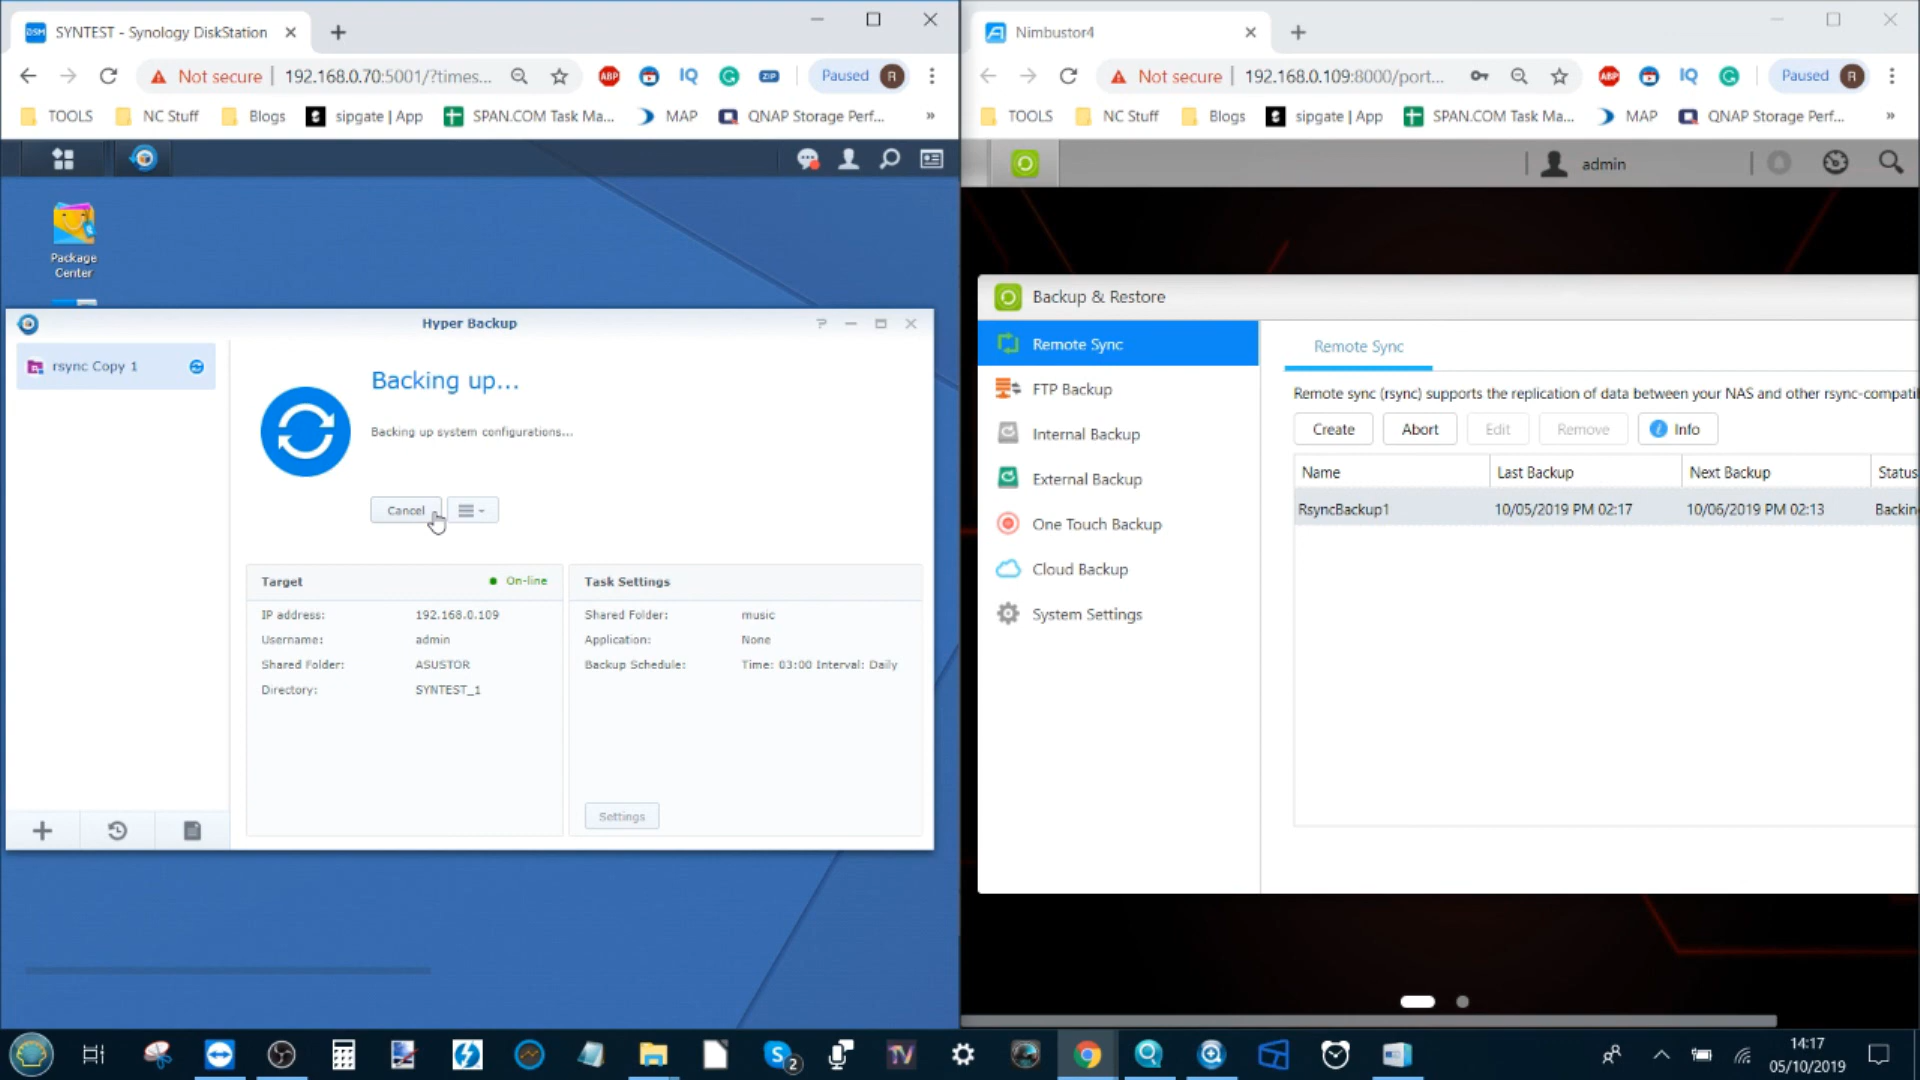 SYNTEST - Synology DiskStation
Not secure 192.168.0.70:5001/?times... ABP IQ ZIP Paused R
TOOLS NC Stuff Blogs sipgate | App SPAN.COM Task Ma... MAP QNAP Storage Perf... »
Package
Center
Hyper Backup
rsync Copy 1
Backing up...
Backing up system configurations...
Cancel
Target On-line
IP address: 192.168.0.109
Username: admin
Shared Folder: ASUSTOR
Directory: SYNTEST_1
Task Settings
Shared Folder: music
Application: None
Backup Schedule: Time: 03:00 Interval: Daily
Settings
Nimbustor4
Not secure 192.168.0.109:8000/port... ABP IQ Paused R
TOOLS NC Stuff Blogs sipgate | App SPAN.COM Task Ma... MAP QNAP Storage Perf... »
admin
Backup & Restore
Remote Sync
FTP Backup
Internal Backup
External Backup
One Touch Backup
Cloud Backup
System Settings
Remote Sync
Remote sync (rsync) supports the replication of data between your NAS and other rsync-compati
Create Abort Edit Remove Info
Name Last Backup Next Backup Status
RsyncBackup1 10/05/2019 PM 02:17 10/06/2019 PM 02:13 Backin
2 TV 14:17
05/10/2019